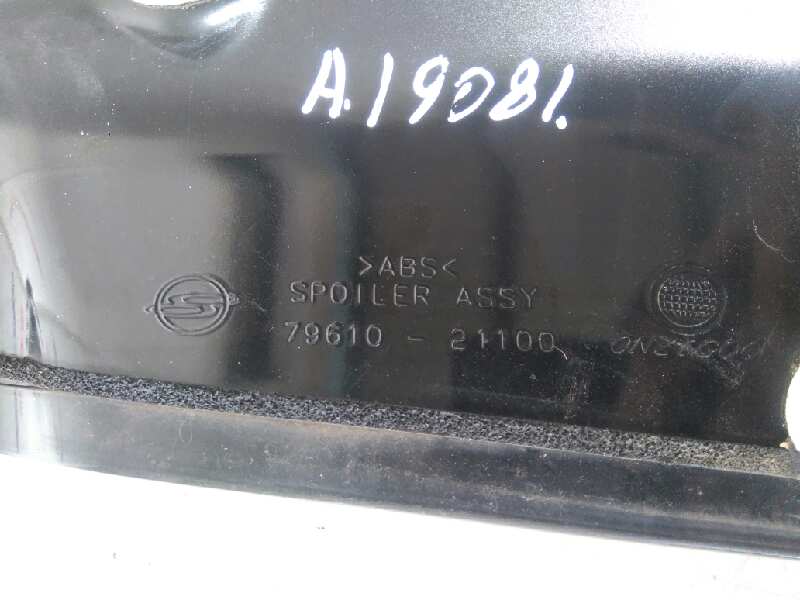 A.19081.
>ABS<
SPOILER ASSY
79610 - 21100